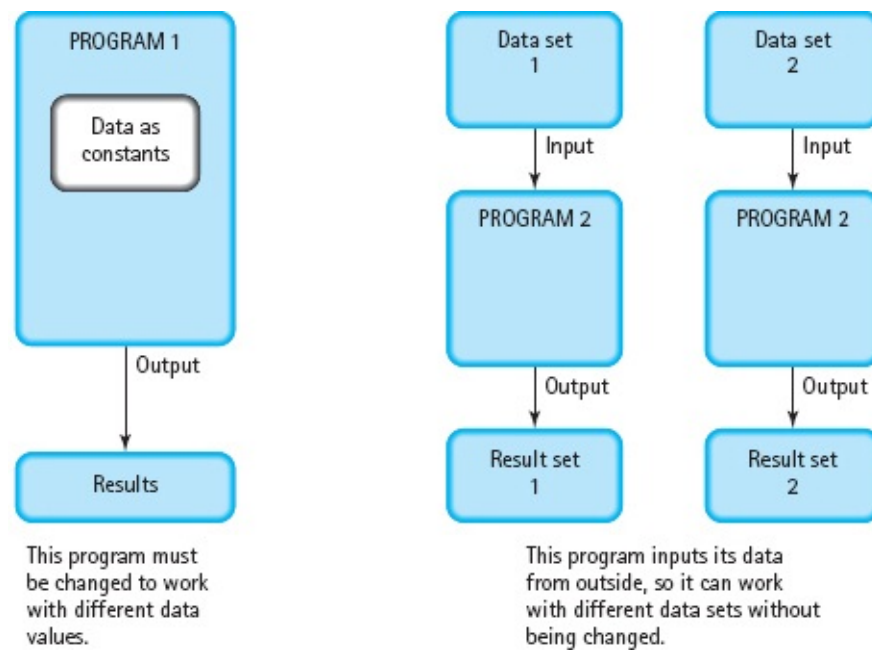 PROGRAM 1
Data as
constants
Output
Results
This program must
be changed to work
with different data
values.
Data set
1
Input
PROGRAM 2
Output
Result set
1
Data set
2
Input
PROGRAM 2
Output
Result set
2
This program inputs its data
from outside, so it can work
with different data sets without
being changed.